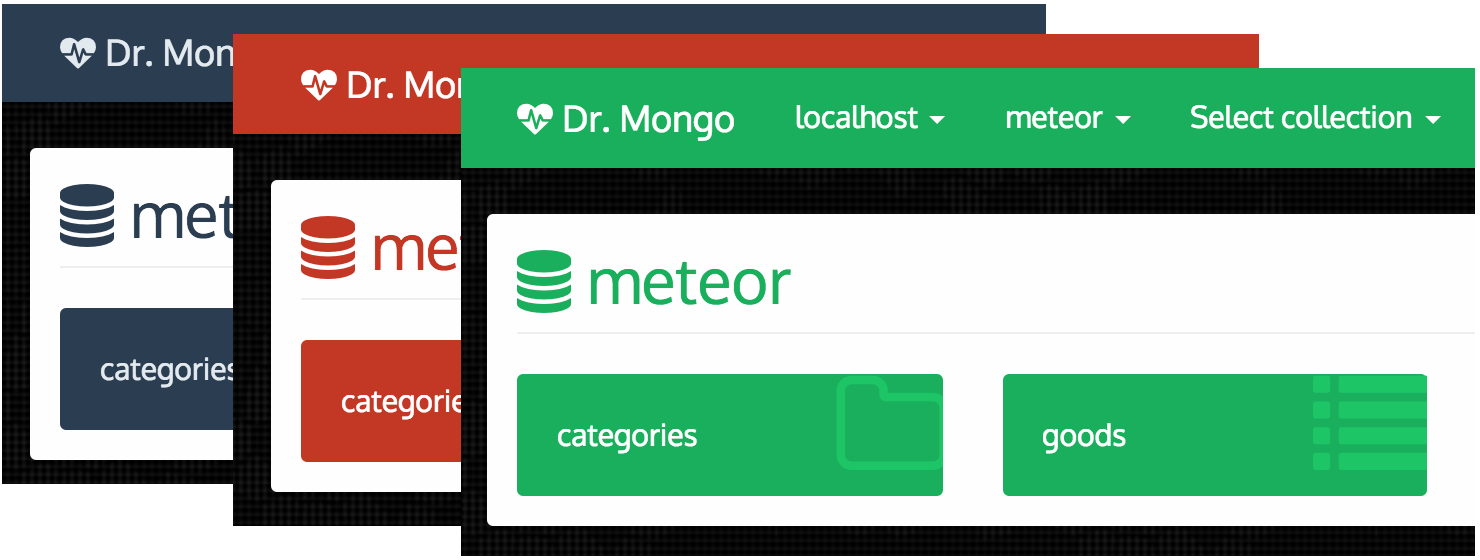 Dr. Mon
met
categories
Dr. Mon
me
categorie
Dr. Mongo localhost meteor Select collection
meteor
categories goods